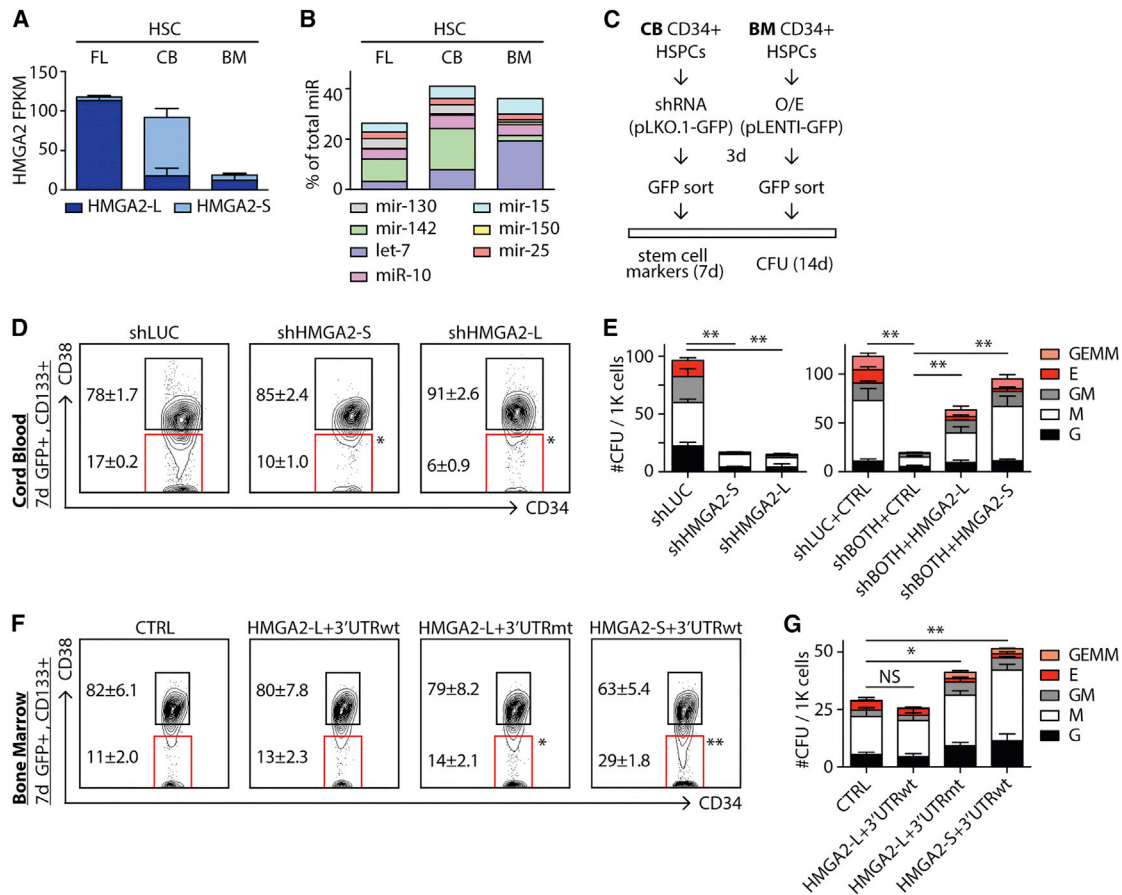 A
HSC
FL CB BM
HMGA2 FPKM
150
100
50
0
HMGA2-L HMGA2-S
B
HSC
FL CB BM
% of total miR
40
20
0
mir-130 mir-15
mir-142 mir-150
let-7 mir-25
miR-10
C
CB CD34+ BM CD34+
HSPCs HSPCs
shRNA O/E
(pLKO.1-GFP) (pLENTI-GFP)
3d
GFP sort GFP sort
stem cell CFU (14d)
markers (7d)
D
shLUC shHMGA2-S shHMGA2-L
Cord Blood
7d GFP+, CD133+
CD38
78±1.7 85±2.4 91±2.6
* *
17±0.2 10±1.0 6±0.9
CD34
E
#CFU / 1K cells
** **
100
50
0
shLUC
shHMGA2-S
shHMGA2-L
** ** **
100
50
0
shLUC+CTRL
shBOTH+CTRL
shBOTH+HMGA2-L
shBOTH+HMGA2-S
GEMM
E
GM
M
G
F
CTRL HMGA2-L+3'UTRwt HMGA2-L+3'UTRmt HMGA2-S+3'UTRwt
Bone Marrow
7d GFP+, CD133+
CD38
82±6.1 80±7.8 79±8.2 63±5.4
* **
11±2.0 13±2.3 14±2.1 29±1.8
CD34
G
#CFU / 1K cells
**
*
NS
50
25
0
CTRL
HMGA2-L+3'UTRwt
HMGA2-L+3'UTRmt
HMGA2-S+3'UTRwt
GEMM
E
GM
M
G